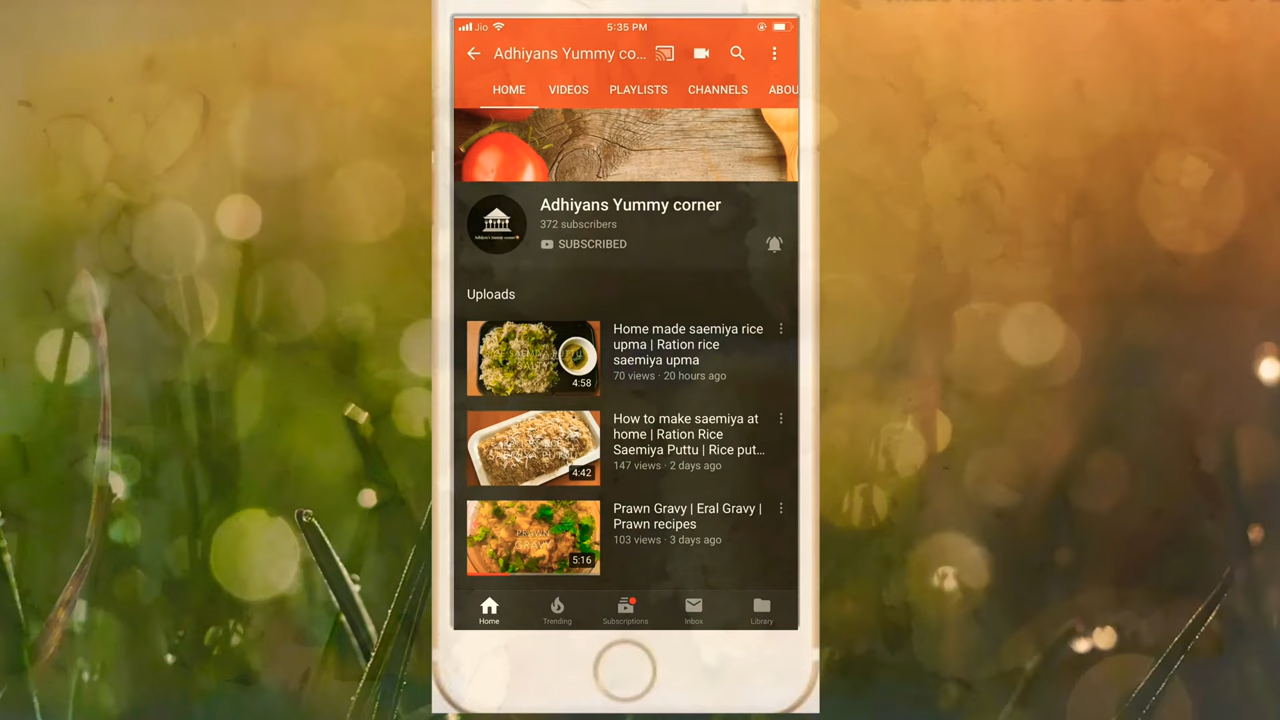 Jio
5:35 PM
Adhiyans Yummy co...
HOME VIDEOS PLAYLISTS CHANNELS ABOU
Adhiyans Yummy corner
372 subscribers
SUBSCRIBED
Uploads
Home made saemiya rice
upma | Ration rice
saemiya upma
70 views · 20 hours ago
4:58
How to make saemiya at
home | Ration Rice
Saemiya Puttu | Rice put...
147 views · 2 days ago
4:42
Prawn Gravy | Eral Gravy |
Prawn recipes
103 views · 3 days ago
PRAWN
GRAVY
5:16
Home Trending Subscriptions Inbox Library